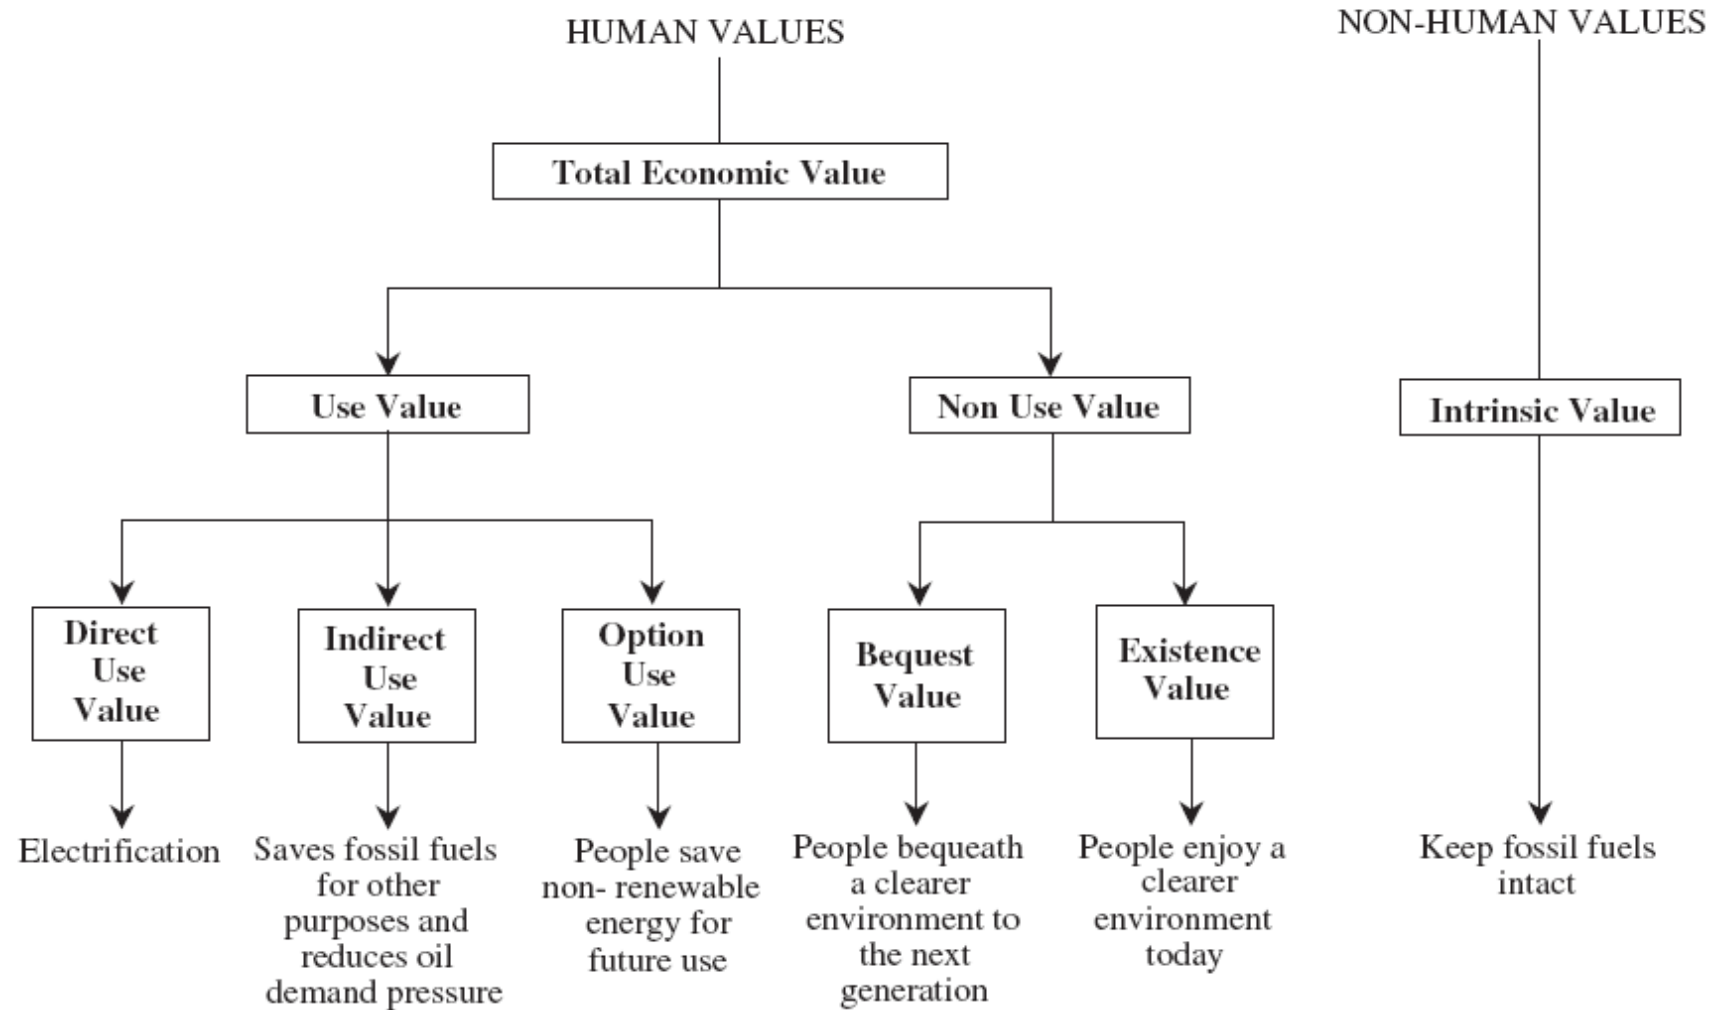 HUMAN VALUES
NON-HUMAN VALUES
Total Economic Value
Use Value
Non Use Value
Intrinsic Value
Direct
Use
Value
Indirect
Use
Value
Option
Use
Value
Bequest
Value
Existence
Value
Electrification
Saves fossil fuels
for other
purposes and
reduces oil
demand pressure
People save
non- renewable
energy for
future use
People bequeath
a clearer
environment to
the next
generation
People enjoy a
clearer
environment
today
Keep fossil fuels
intact